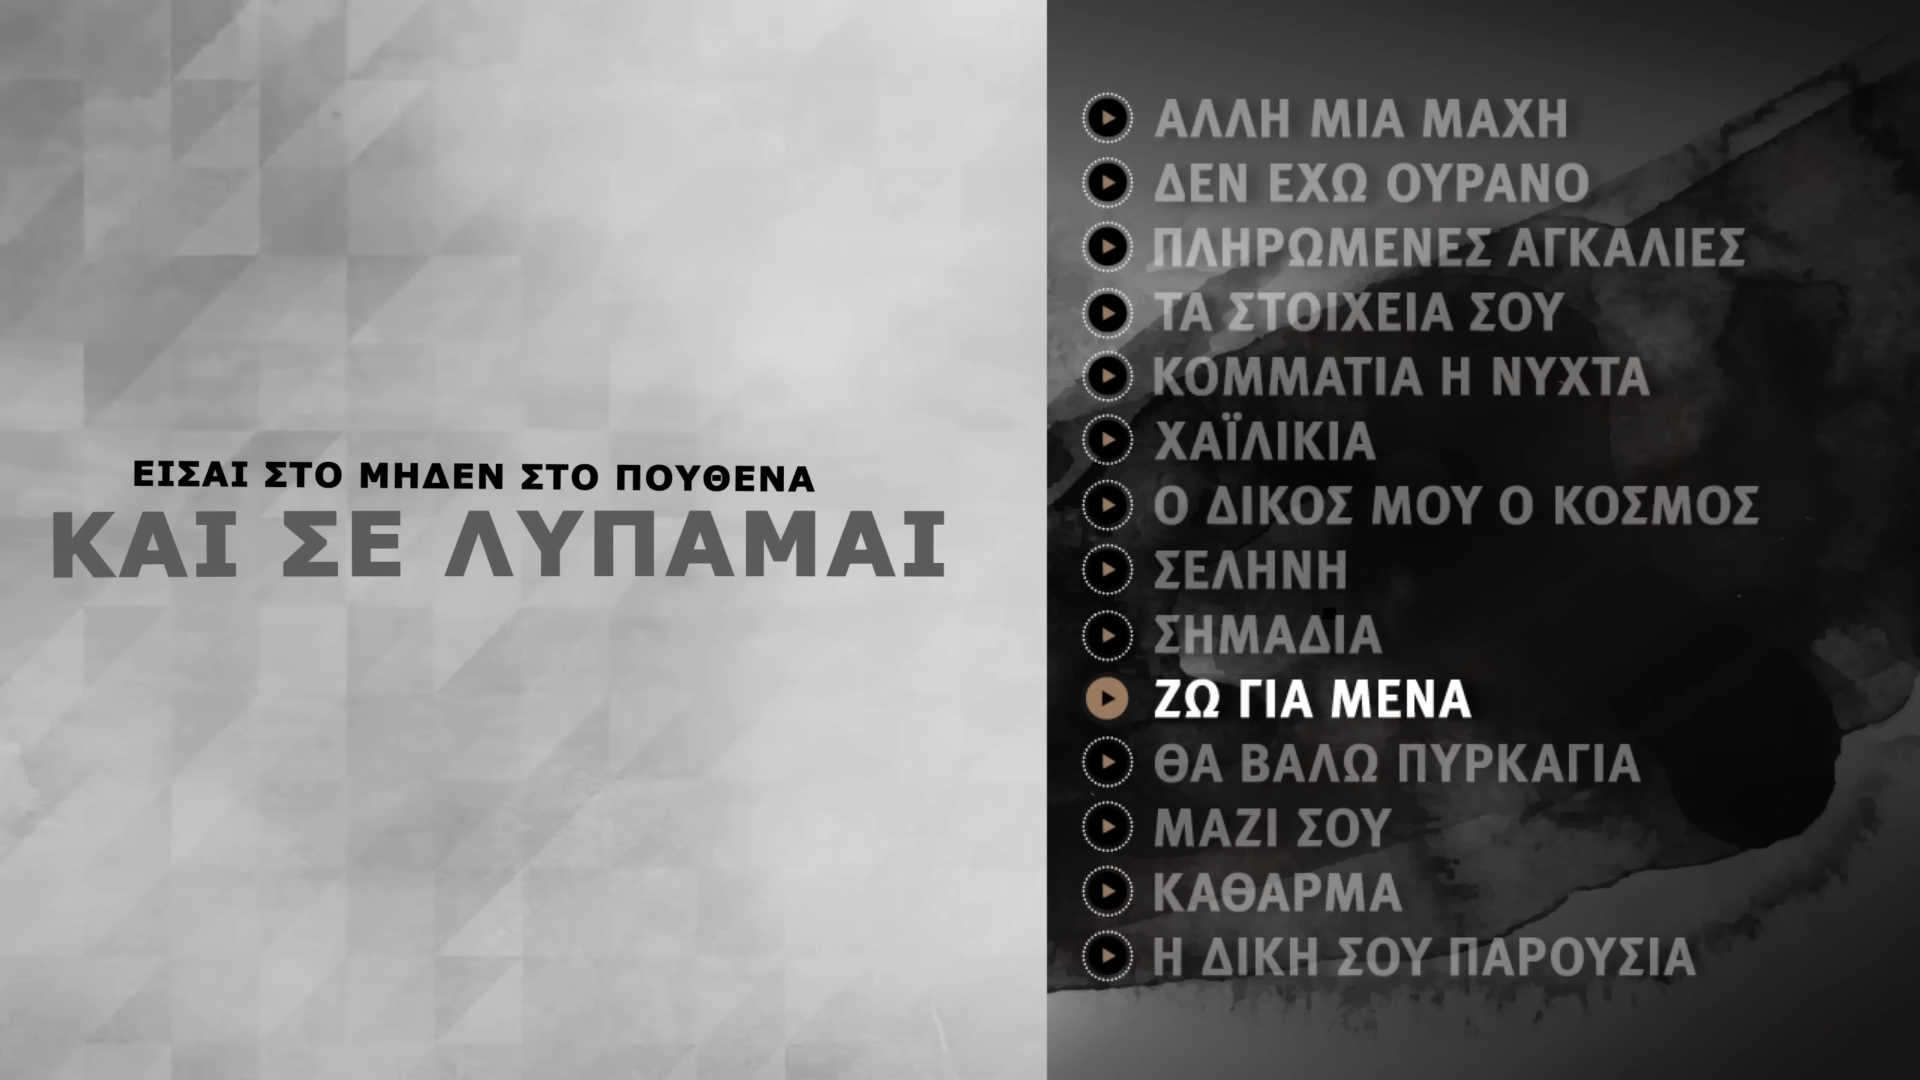 ΕΙΣΑΙ ΣΤΟ ΜΗΔΕΝ ΣΤΟ ΠΟΥΘΕΝΑ
ΚΑΙ ΣΕ ΛΥΠΑΜΑΙ
ΑΛΛΗ ΜΙΑ ΜΑΧΗ
ΔΕΝ ΕΧΩ ΟΥΡΑΝΟ
ΠΛΗΡΩΜΕΝΕΣ ΑΓΚΑΛΙΕΣ
ΤΑ ΣΤΟΙΧΕΙΑ ΣΟΥ
ΚΟΜΜΑΤΙΑ Η ΝΥΧΤΑ
ΧΑΪΛΙΚΙΑ
Ο ΔΙΚΟΣ ΜΟΥ Ο ΚΟΣΜΟΣ
ΣΕΛΗΝΗ
ΣΗΜΑΔΙΑ
ΖΩ ΓΙΑ ΜΕΝΑ
ΘΑ ΒΑΛΩ ΠΥΡΚΑΓΙΑ
ΜΑΖΙ ΣΟΥ
ΚΑΘΑΡΜΑ
Η ΔΙΚΗ ΣΟΥ ΠΑΡΟΥΣΙΑ